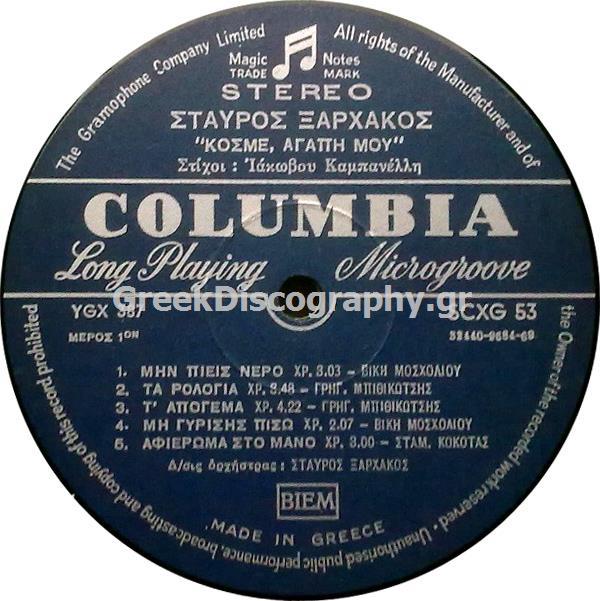 The Gramophone Company Limited
All rights of the Manufacturer and of
the Owner of the recorded work reserved · Unauthorised public performance, broadcasting and copying of this record prohibited
Magic Notes
TRADE MARK
STEREO
ΣΤΑΥΡΟΣ ΞΑΡΧΑΚΟΣ
"ΚΟΣΜΕ, ΑΓΑΠΗ ΜΟΥ"
Στίχοι : Ἰάκωβου Καμπανέλλη
COLUMBIA
Long Playing Microgroove
GreekDiscography.gr
YGX SCXG 53
ΜΕΡΟΣ 1ΟΝ 33440-9684-69
1. ΜΗΝ ΠΙΕΙΣ ΝΕΡΟ ΧΡ. 3.03 – ΒΙΚΗ ΜΟΣΧΟΛΙΟΥ
2. ΤΑ ΡΟΛΟΓΙΑ ΧΡ. 3.48 – ΓΡΗΓ. ΜΠΙΘΙΚΩΤΣΗΣ
3. Τ' ΑΠΟΓΕΜΑ ΧΡ. 4.22 – ΓΡΗΓ. ΜΠΙΘΙΚΩΤΣΗΣ
4. ΜΗ ΓΥΡΙΣΗΣ ΠΙΣΩ ΧΡ. 2.07 – ΒΙΚΗ ΜΟΣΧΟΛΙΟΥ
5. ΑΦΙΕΡΩΜΑ ΣΤΟ ΜΑΝΟ ΧΡ. 3.00 – ΣΤΑΜ. ΚΟΚΟΤΑΣ
Δ/σις ὀρχήστρας : ΣΤΑΥΡΟΣ ΞΑΡΧΑΚΟΣ
BIEM
MADE IN GREECE